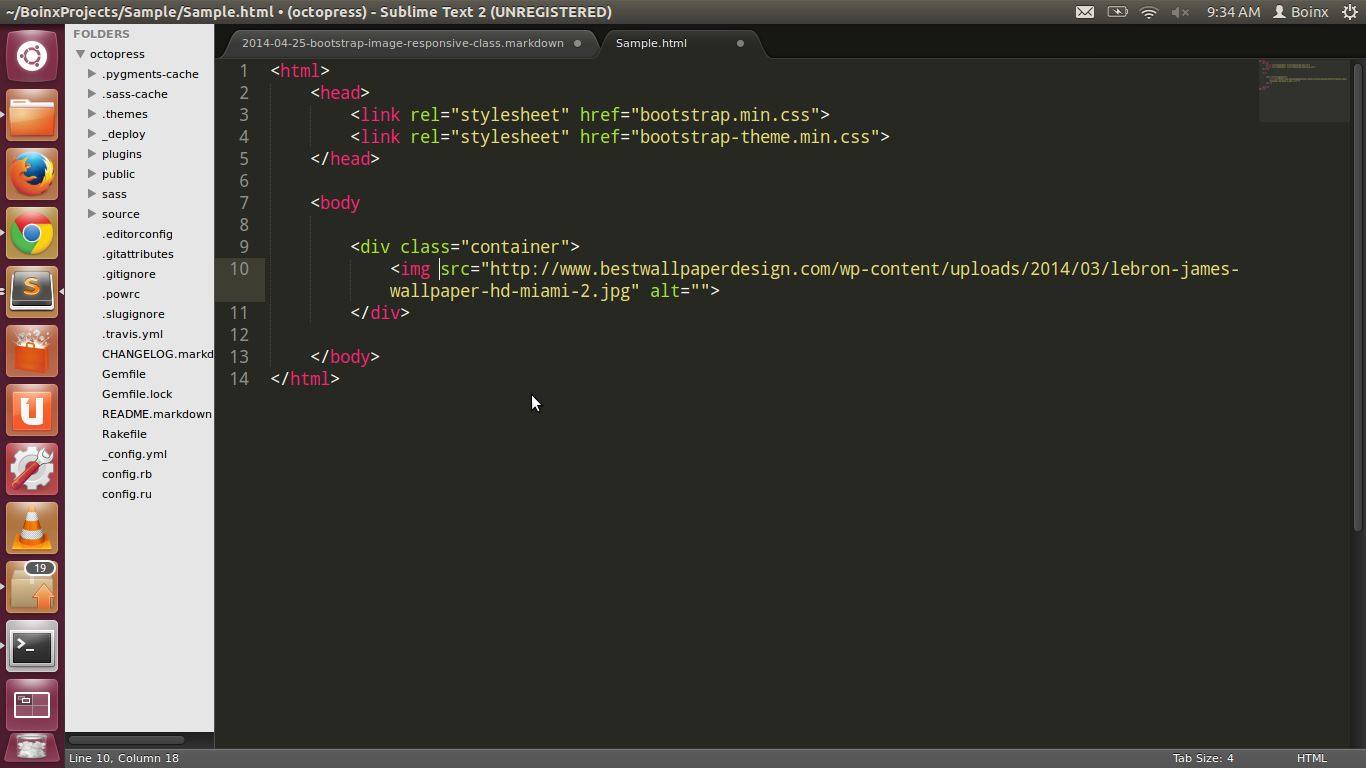 ~/BoinxProjects/Sample/Sample.html • (octopress) - Sublime Text 2 (UNREGISTERED)
9:34 AM
Boinx
FOLDERS
octopress
.pygments-cache
.sass-cache
.themes
_deploy
plugins
public
sass
source
.editorconfig
.gitattributes
.gitignore
.powrc
.slugignore
.travis.yml
CHANGELOG.markd
Gemfile
Gemfile.lock
README.markdown
Rakefile
_config.yml
config.rb
config.ru
19
2014-04-25-bootstrap-image-responsive-class.markdown
Sample.html
1 <html>
2 <head>
3 <link rel="stylesheet" href="bootstrap.min.css">
4 <link rel="stylesheet" href="bootstrap-theme.min.css">
5 </head>
6
7 <body
8
9 <div class="container">
10 <img src="http://www.bestwallpaperdesign.com/wp-content/uploads/2014/03/lebron-james-
wallpaper-hd-miami-2.jpg" alt="">
11 </div>
12
13 </body>
14 </html>
Line 10, Column 18
Tab Size: 4
HTML